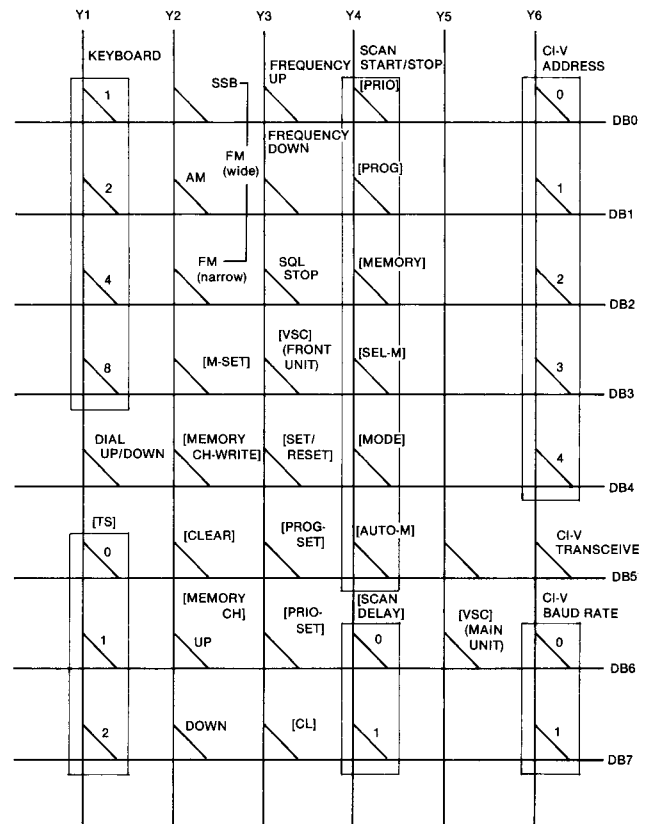 Y1 Y2 Y3 Y4 Y5 Y6
KEYBOARD
SSB
FREQUENCY
UP
SCAN
START/STOP
[PRIO]
CI-V
ADDRESS
1
0
DB0
FM
(wide)
FREQUENCY
DOWN
2
AM
[PROG]
1
DB1
4
FM
(narrow)
SQL
STOP
[MEMORY]
2
DB2
8
[M-SET]
[VSC]
(FRONT
UNIT)
[SEL-M]
3
DB3
DIAL
UP/DOWN
[MEMORY
CH-WRITE]
[SET/
RESET]
[MODE]
4
DB4
[TS]
0
[CLEAR]
[PROG-
SET]
[AUTO-M]
CI-V
TRANSCEIVE
DB5
1
[MEMORY
CH]
UP
[PRIO-
SET]
[SCAN
DELAY]
0
[VSC]
(MAIN
UNIT)
CI-V
BAUD RATE
0
DB6
2
DOWN
[CL]
1
1
DB7